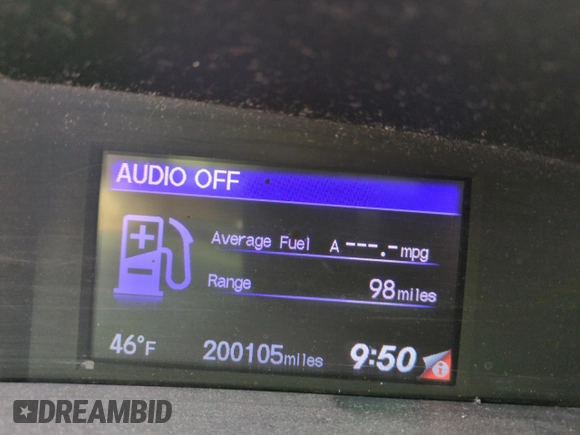 AUDIO OFF
Average Fuel A ---.- mpg
Range 98 miles
46°F 200105 miles 9:50 i
DREAMBID